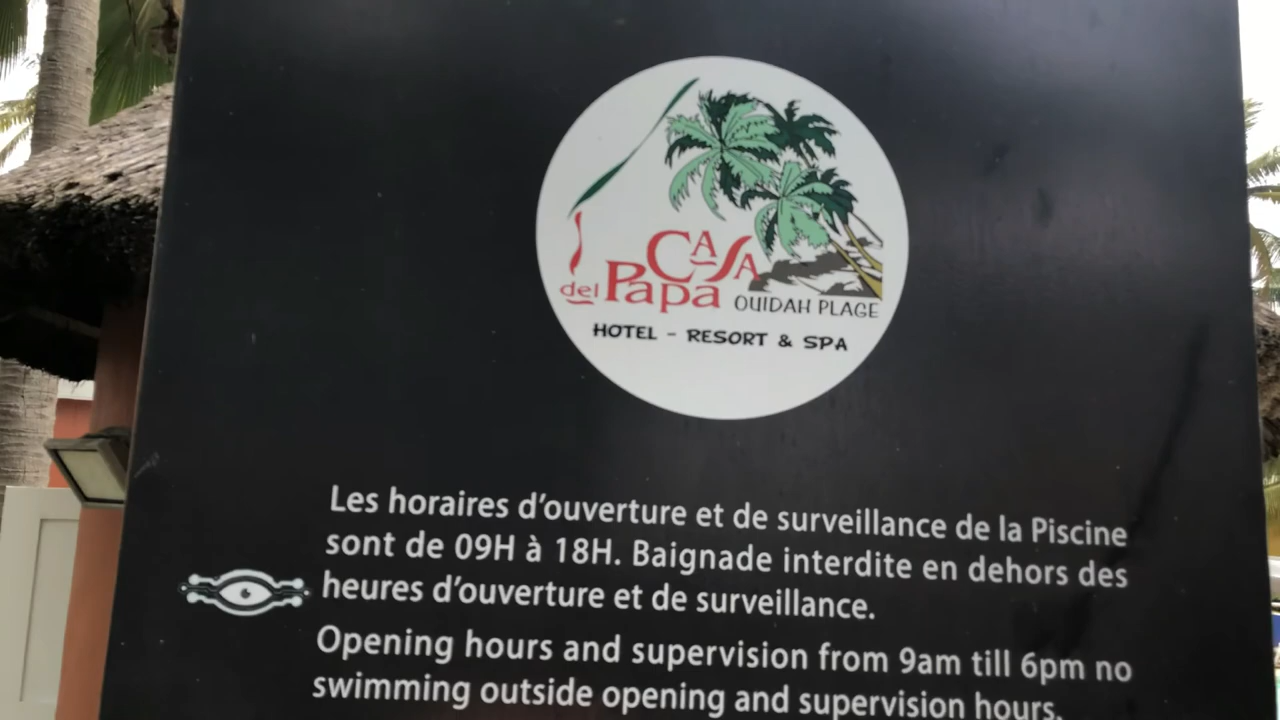 CASA
del Papa
OUIDAH PLAGE
HOTEL - RESORT & SPA
Les horaires d'ouverture et de surveillance de la Piscine
sont de 09H à 18H. Baignade interdite en dehors des
heures d'ouverture et de surveillance.
Opening hours and supervision from 9am till 6pm no
swimming outside opening and supervision hours.